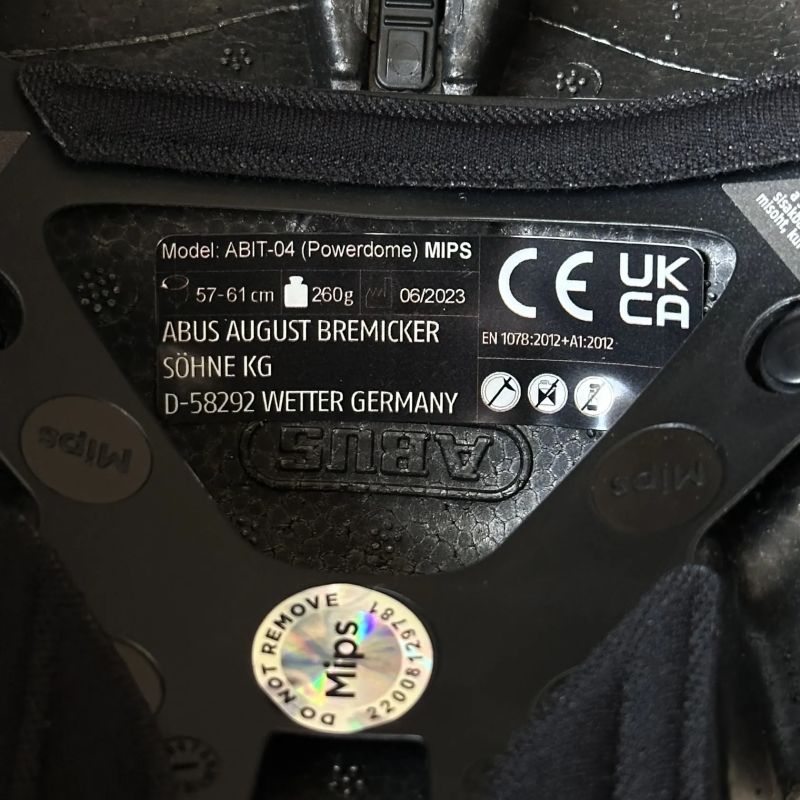 Model: ABIT-04 (Powerdome) MIPS
57-61 cm 260g 06/2023
ABUS AUGUST BREMICKER
SÖHNE KG
D-58292 WETTER GERMANY
CE UK
CA
EN 1078:2012+A1:2012
ABUS
Mips
Mips
DO NOT REMOVE
Mips
22008129781